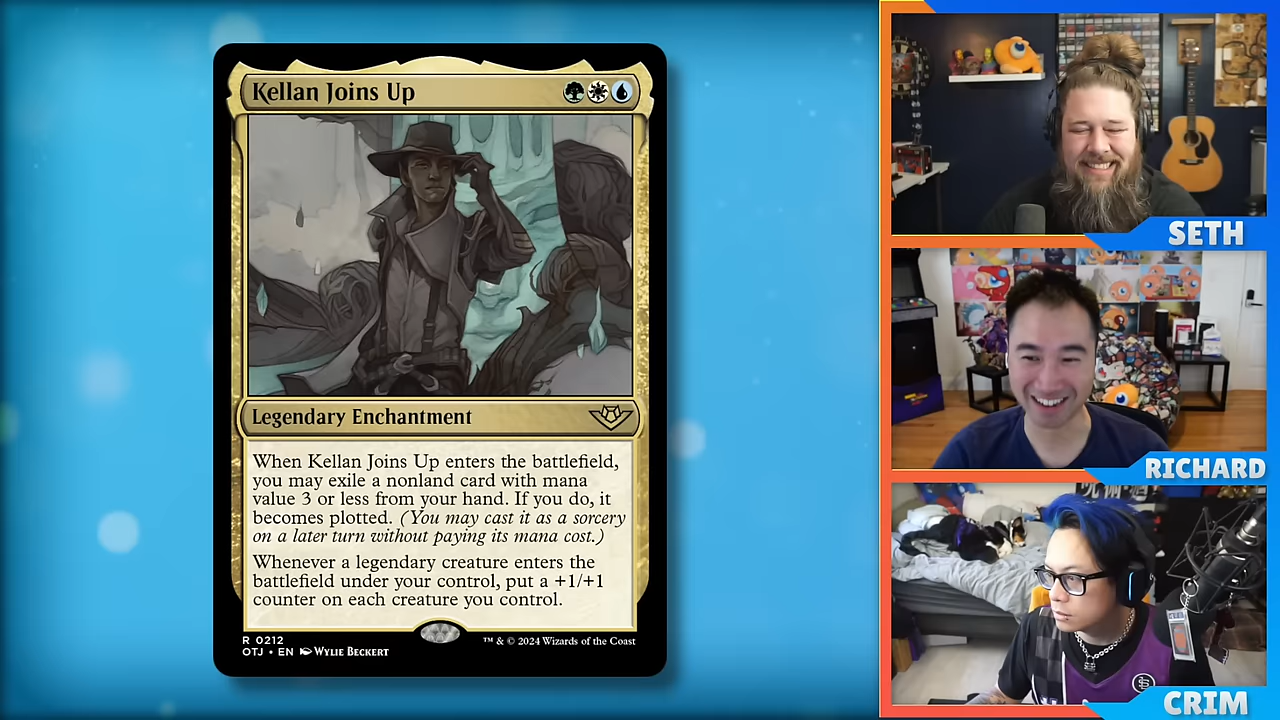 Kellan Joins Up
Legendary Enchantment
When Kellan Joins Up enters the battlefield,
you may exile a nonland card with mana
value 3 or less from your hand. If you do, it
becomes plotted. (You may cast it as a sorcery
on a later turn without paying its mana cost.)
Whenever a legendary creature enters the
battlefield under your control, put a +1/+1
counter on each creature you control.
R 0212
OTJ • EN WYLIE BECKERT
™ & © 2024 Wizards of the Coast
SETH
RICHARD
CRIM